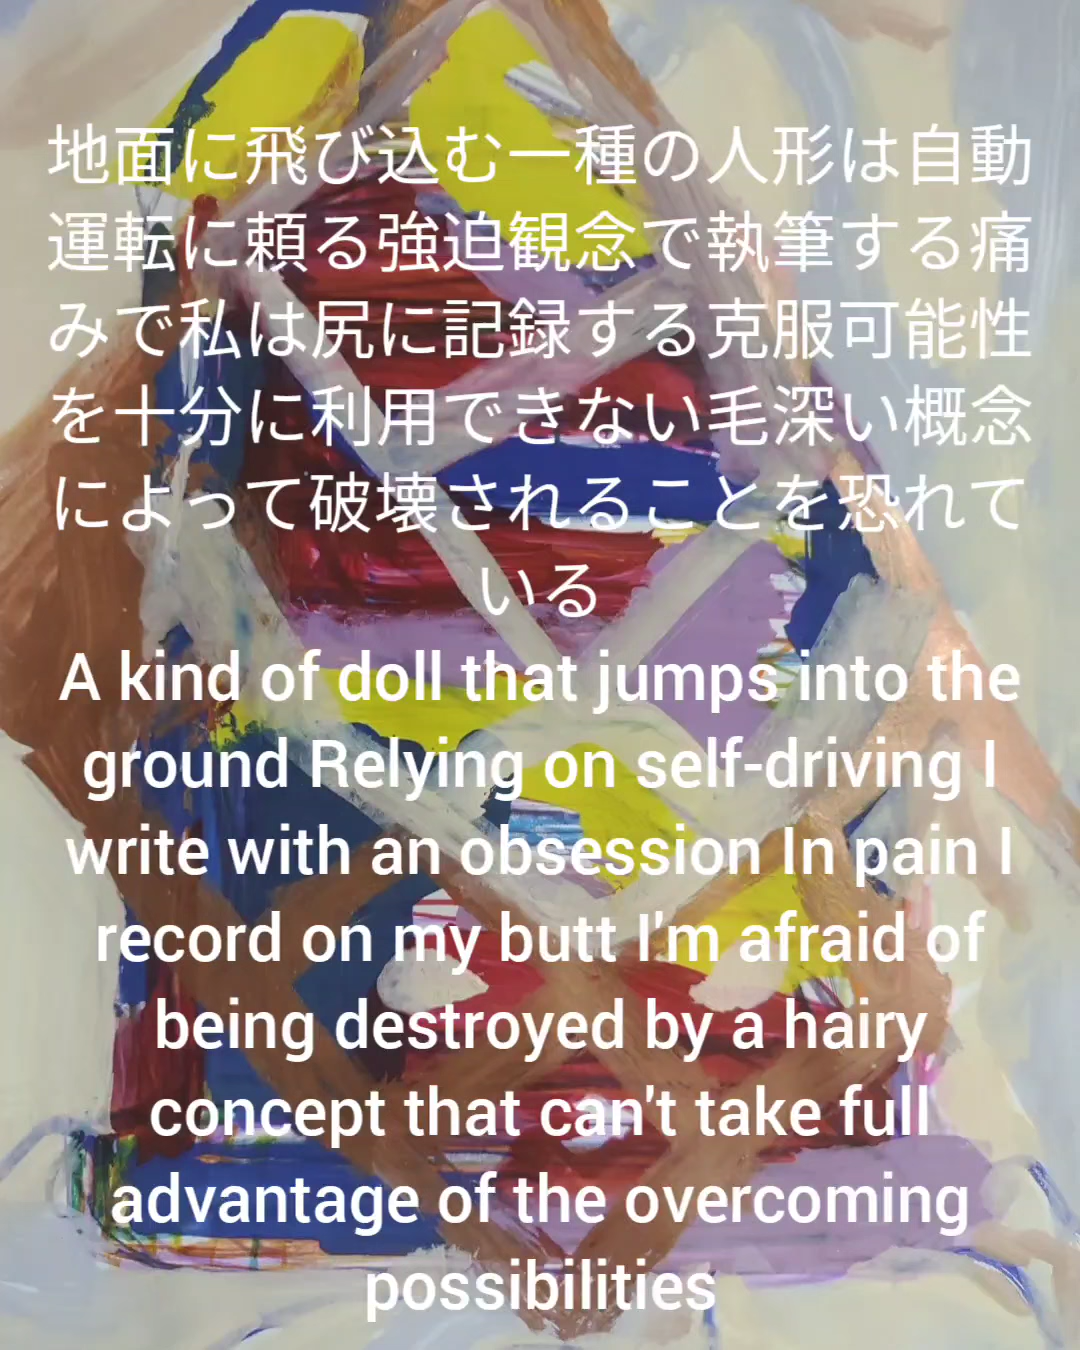 地面に飛び込む一種の人形は自動
運転に頼る強迫観念で執筆する痛
みで私は尻に記録する克服可能性
を十分に利用できない毛深い概念
によって破壊されることを恐れて
いる
A kind of doll that jumps into the
ground Relying on self-driving I
write with an obsession In pain I
record on my butt I'm afraid of
being destroyed by a hairy
concept that can't take full
advantage of the overcoming
possibilities